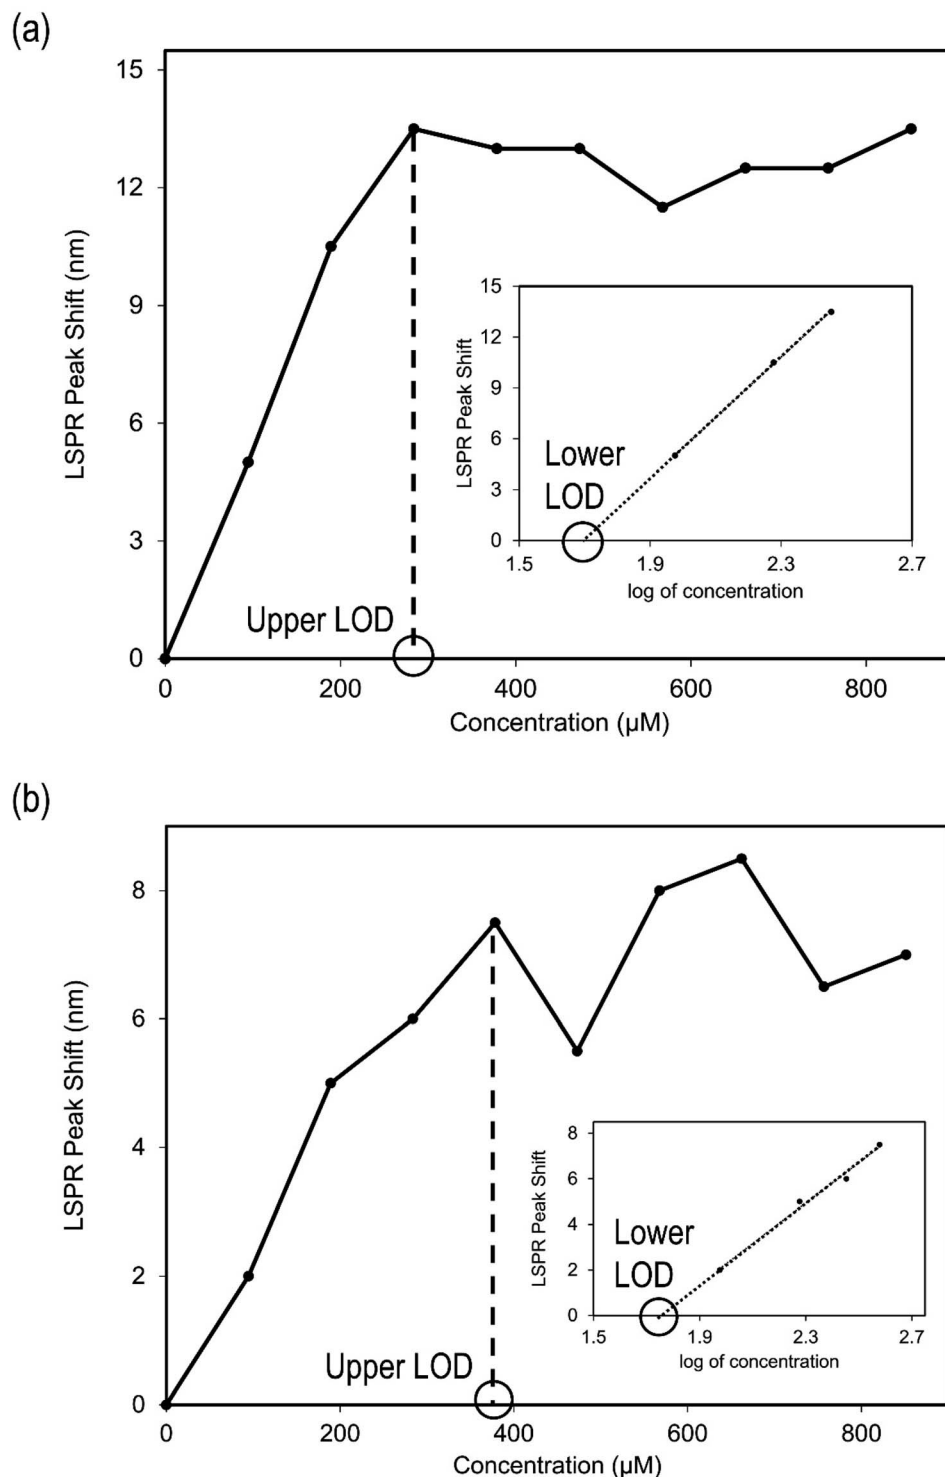 (a)
15
12
9
6
3
0
LSPR Peak Shift (nm)
0
200
400
600
800
Concentration (µM)
Upper LOD
15
12
9
6
3
0
LSPR Peak Shift
Lower
LOD
1.5
1.9
2.3
2.7
log of concentration
(b)
8
6
4
2
0
LSPR Peak Shift (nm)
0
200
400
600
800
Concentration (µM)
Upper LOD
8
6
4
2
0
LSPR Peak Shift
Lower
LOD
1.5
1.9
2.3
2.7
log of concentration